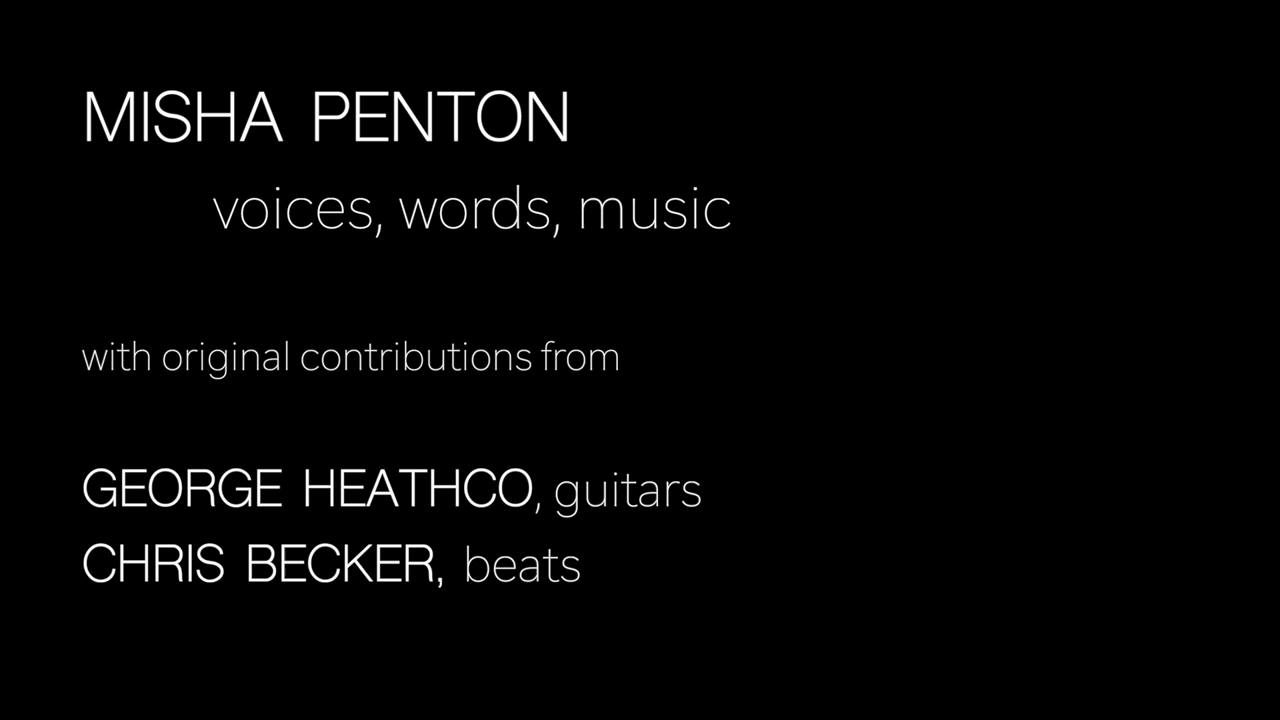 MISHA PENTON
voices, words, music
with original contributions from
GEORGE HEATHCO, guitars
CHRIS BECKER, beats